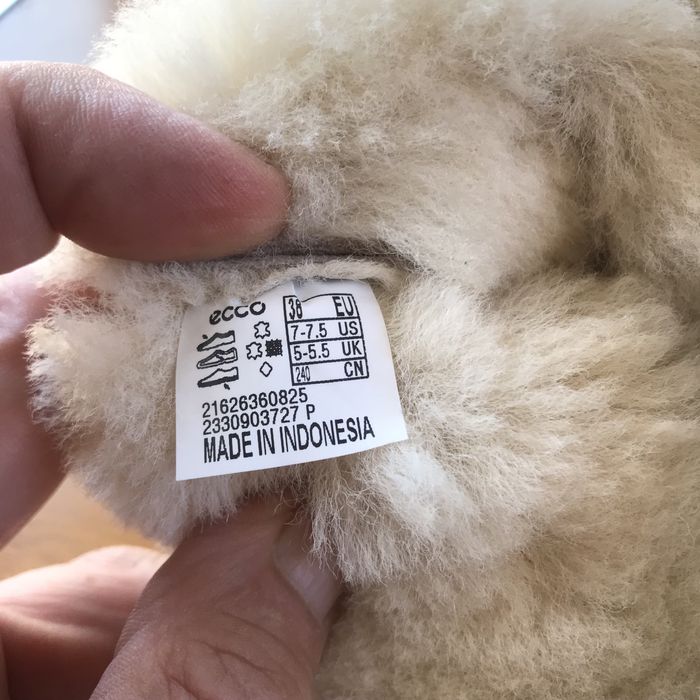 ecco
38 EU
7-7.5 US
5-5.5 UK
240 CN
21626360825
2330903727 P
MADE IN INDONESIA